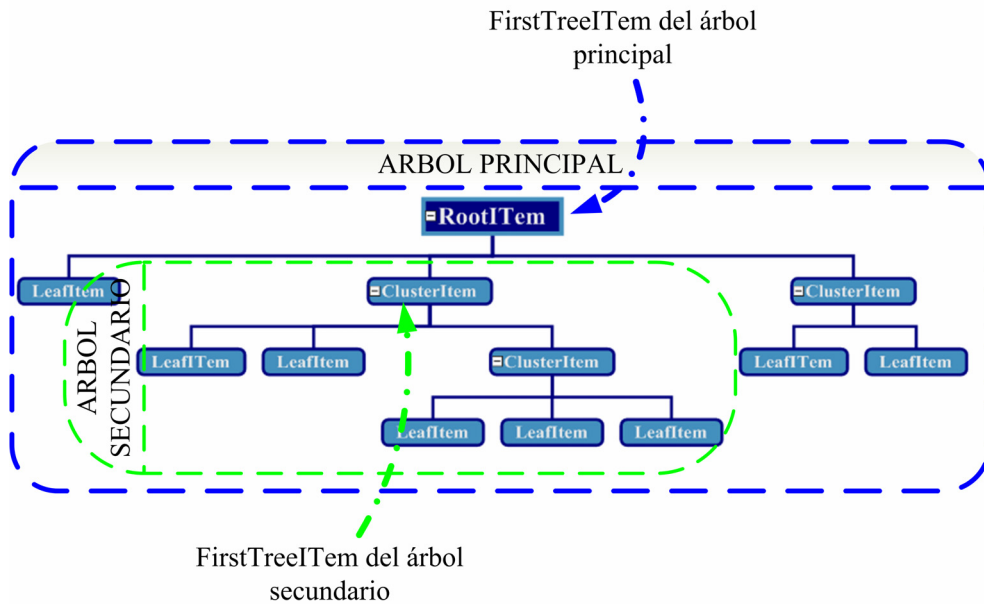 FirstTreeITem del árbol
principal
ARBOL PRINCIPAL
RootITem
LeafItem
ClusterItem
ClusterItem
ARBOL
SECUNDARIO
LeafITem
LeafItem
ClusterItem
LeafITem
LeafItem
LeafItem
LeafItem
LeafItem
FirstTreeITem del árbol
secundario